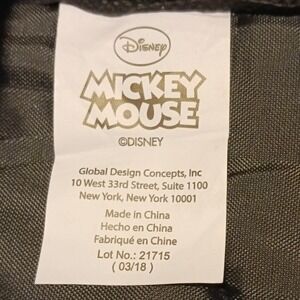 Disney
MICKEY
MOUSE
©DISNEY
Global Design Concepts, Inc
10 West 33rd Street, Suite 1100
New York, New York 10001
Made in China
Hecho en China
Fabriqué en Chine
Lot No.: 21715
( 03/18 )